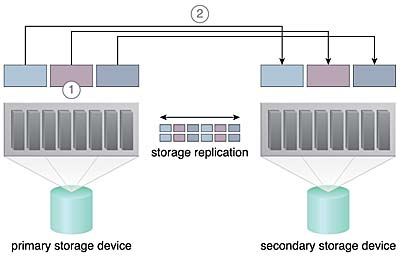 2
1
storage replication
primary storage device
secondary storage device